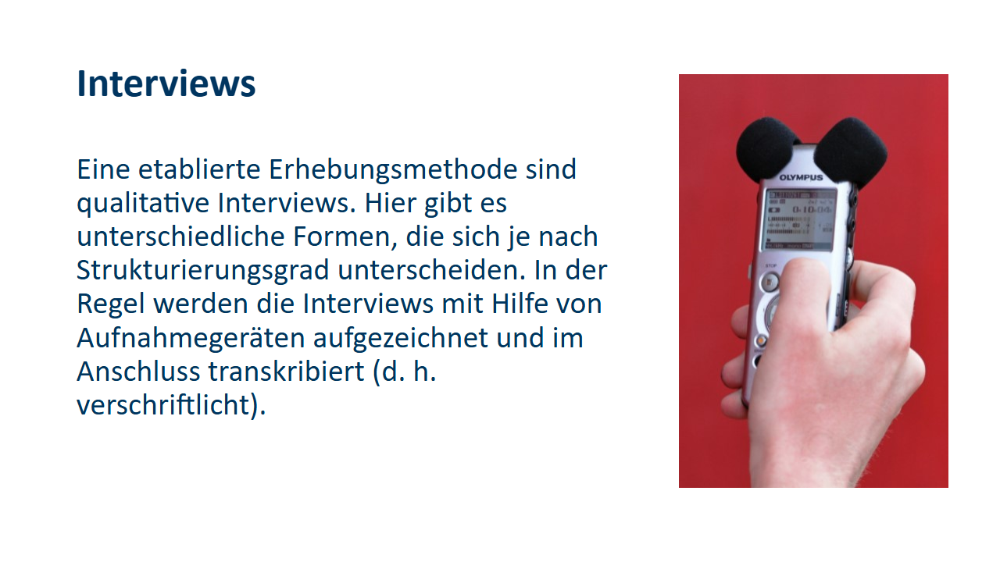 Interviews
Eine etablierte Erhebungsmethode sind
qualitative Interviews. Hier gibt es
unterschiedliche Formen, die sich je nach
Strukturierungsgrad unterscheiden. In der
Regel werden die Interviews mit Hilfe von
Aufnahmegeräten aufgezeichnet und im
Anschluss transkribiert (d. h.
verschriftlicht).
OLYMPUS
STOP